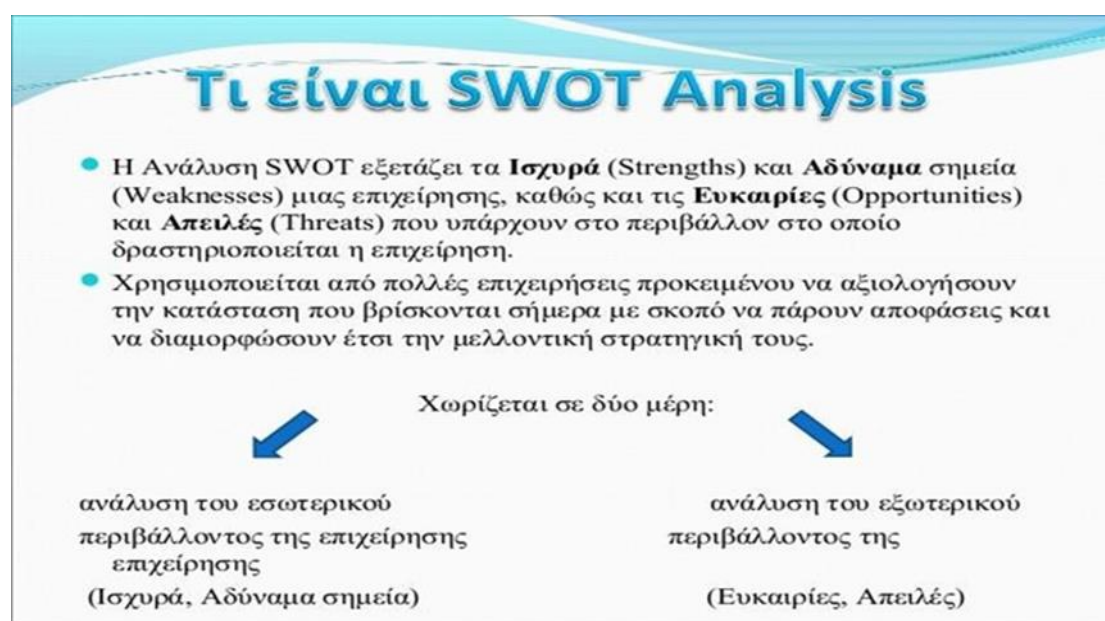 Τι είναι SWOT Analysis
Η Ανάλυση SWOT εξετάζει τα Ισχυρά (Strengths) και Αδύναμα σημεία
(Weaknesses) μιας επιχείρησης, καθώς και τις Ευκαιρίες (Opportunities)
και Απειλές (Threats) που υπάρχουν στο περιβάλλον στο οποίο
δραστηριοποιείται η επιχείρηση.
Χρησιμοποιείται από πολλές επιχειρήσεις προκειμένου να αξιολογήσουν
την κατάσταση που βρίσκονται σήμερα με σκοπό να πάρουν αποφάσεις και
να διαμορφώσουν έτσι την μελλοντική στρατηγική τους.
Χωρίζεται σε δύο μέρη:
ανάλυση του εσωτερικού
περιβάλλοντος της επιχείρησης
επιχείρησης
(Ισχυρά, Αδύναμα σημεία)
ανάλυση του εξωτερικού
περιβάλλοντος της
(Ευκαιρίες, Απειλές)